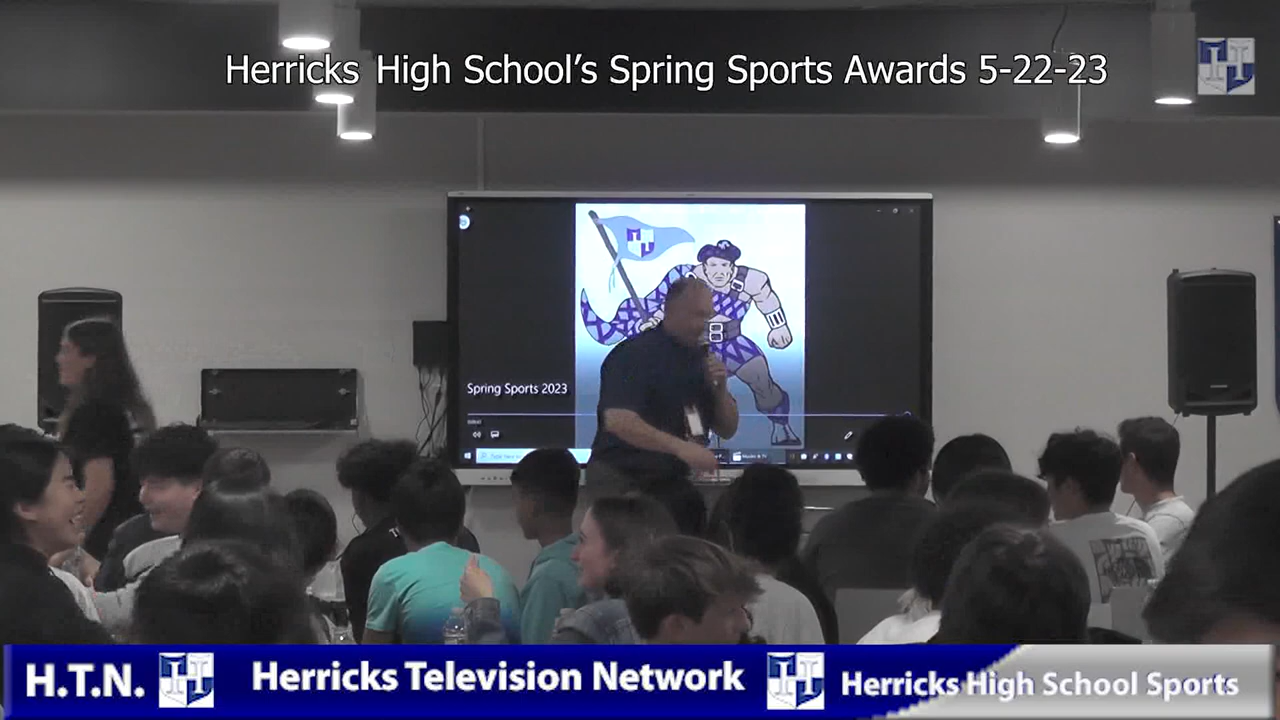 Herricks High School's Spring Sports Awards 5-22-23
Spring Sports 2023
H.T.N.
Herricks Television Network
Herricks High School Sports